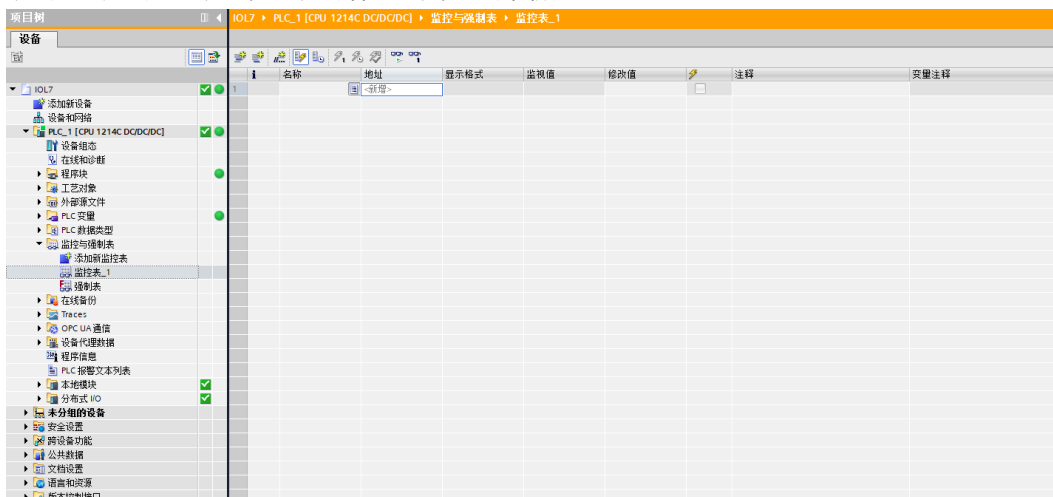 项目树
IOL7 ▸ PLC_1 [CPU 1214C DC/DC/DC] ▸ 监控与强制表 ▸ 监控表_1
设备
i 名称 地址 显示格式 监视值 修改值 注释 变量注释
1 <新增>
IOL7
添加新设备
设备和网络
PLC_1 [CPU 1214C DC/DC/DC]
设备组态
在线和诊断
程序块
工艺对象
外部源文件
PLC 变量
PLC 数据类型
监控与强制表
添加新监控表
监控表_1
强制表
在线备份
Traces
OPC UA 通信
设备代理数据
程序信息
PLC 报警文本列表
本地模块
分布式 I/O
未分组的设备
安全设置
跨设备功能
公共数据
文档设置
语言和资源
版本控制接口